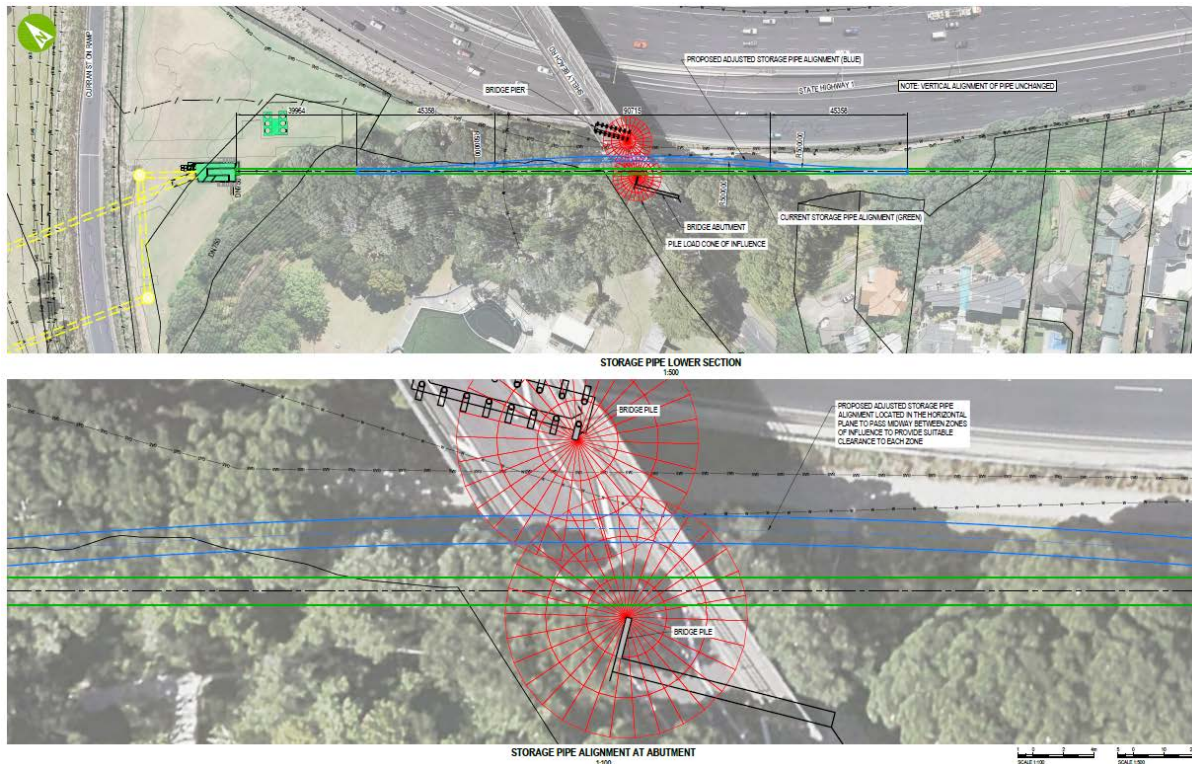 CURRAN ST ON RAMP
BRIDGE PIER
PROPOSED ADJUSTED STORAGE PIPE ALIGNMENT (BLUE)
STATE HIGHWAY 1
NOTE: VERTICAL ALIGNMENT OF PIPE UNCHANGED
39964
45358
90715
45358
CURRENT STORAGE PIPE ALIGNMENT (GREEN)
BRIDGE ABUTMENT
PILE LOAD CONE OF INFLUENCE
STORAGE PIPE LOWER SECTION
1:500
BRIDGE PILE
PROPOSED ADJUSTED STORAGE PIPE
ALIGNMENT LOCATED IN THE HORIZONTAL
PLANE TO PASS MIDWAY BETWEEN ZONES
OF INFLUENCE TO PROVIDE SUITABLE
CLEARANCE TO EACH ZONE
BRIDGE PILE
STORAGE PIPE ALIGNMENT AT ABUTMENT
1:100
SCALE 1:100
SCALE 1:500